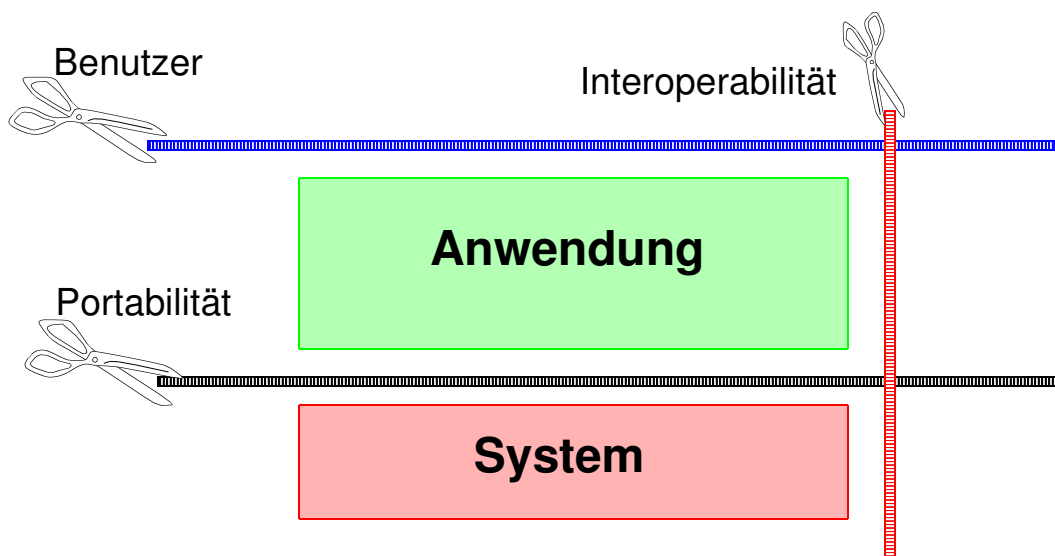 Benutzer
Interoperabilität
Anwendung
Portabilität
System